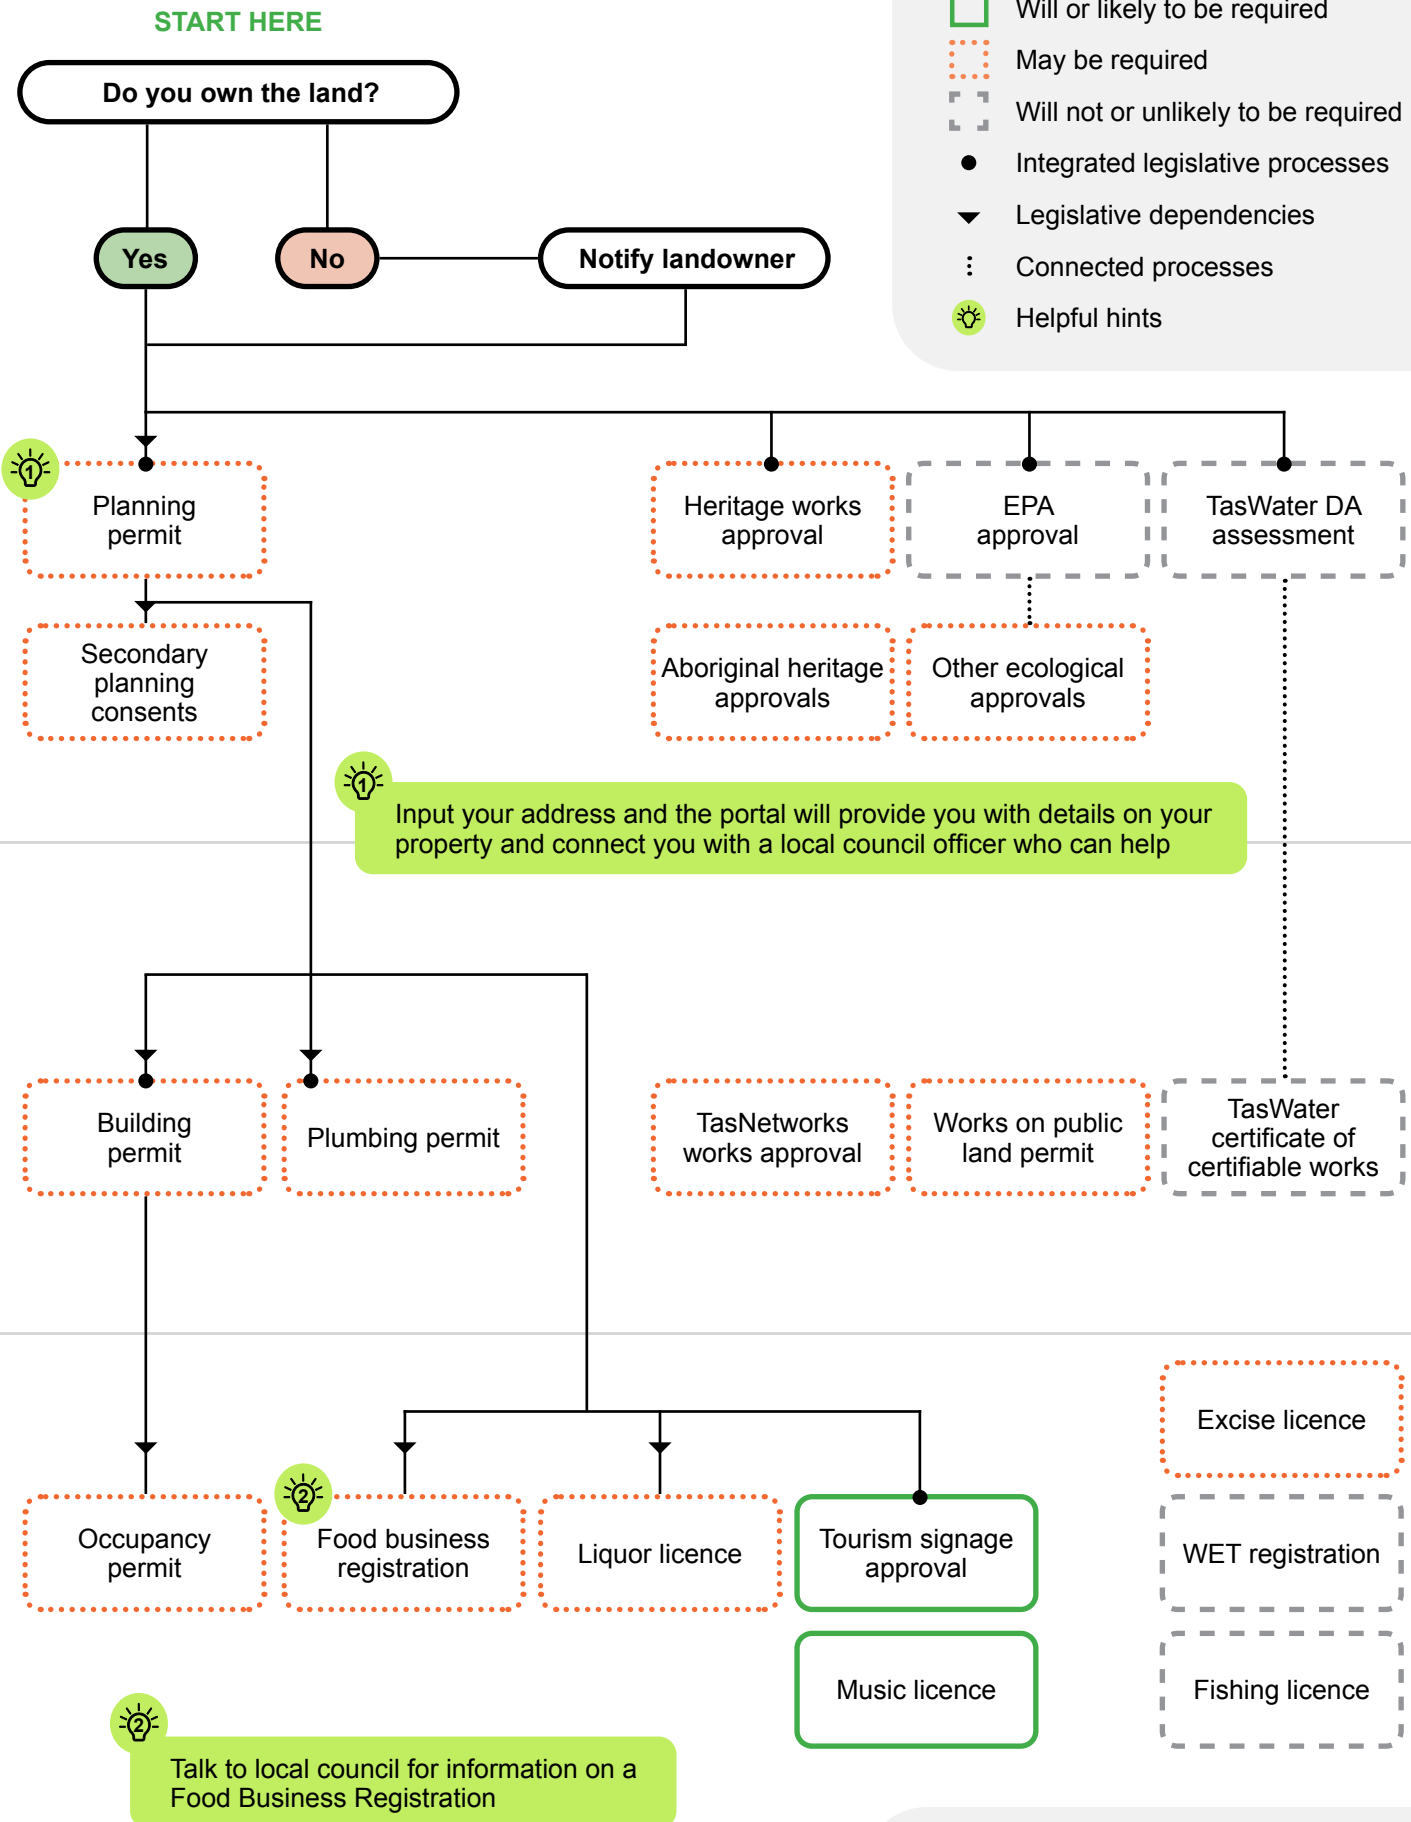 START HERE
Will or likely to be required
May be required
Will not or unlikely to be required
Integrated legislative processes
Legislative dependencies
Connected processes
Helpful hints
Do you own the land?
Yes
No
Notify landowner
1
Planning
permit
Heritage works
approval
EPA
approval
TasWater DA
assessment
Secondary
planning
consents
Aboriginal heritage
approvals
Other ecological
approvals
1
Input your address and the portal will provide you with details on your
property and connect you with a local council officer who can help
Building
permit
Plumbing permit
TasNetworks
works approval
Works on public
land permit
TasWater
certificate of
certifiable works
Excise licence
Occupancy
permit
2
Food business
registration
Liquor licence
Tourism signage
approval
WET registration
Music licence
Fishing licence
2
Talk to local council for information on a
Food Business Registration